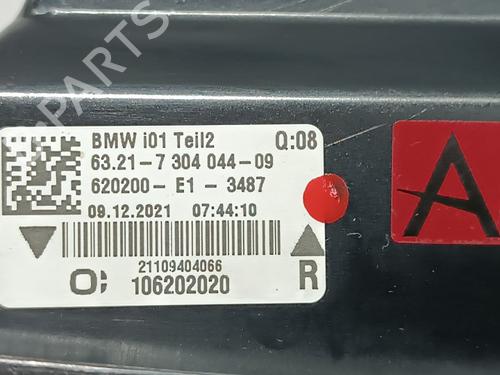 BMW i01 Teil2 Q:08
63.21-7 304 044-09
620200-E1-3487
09.12.2021 07:44:10
21109404066
106202020 R
A
B-PARTS